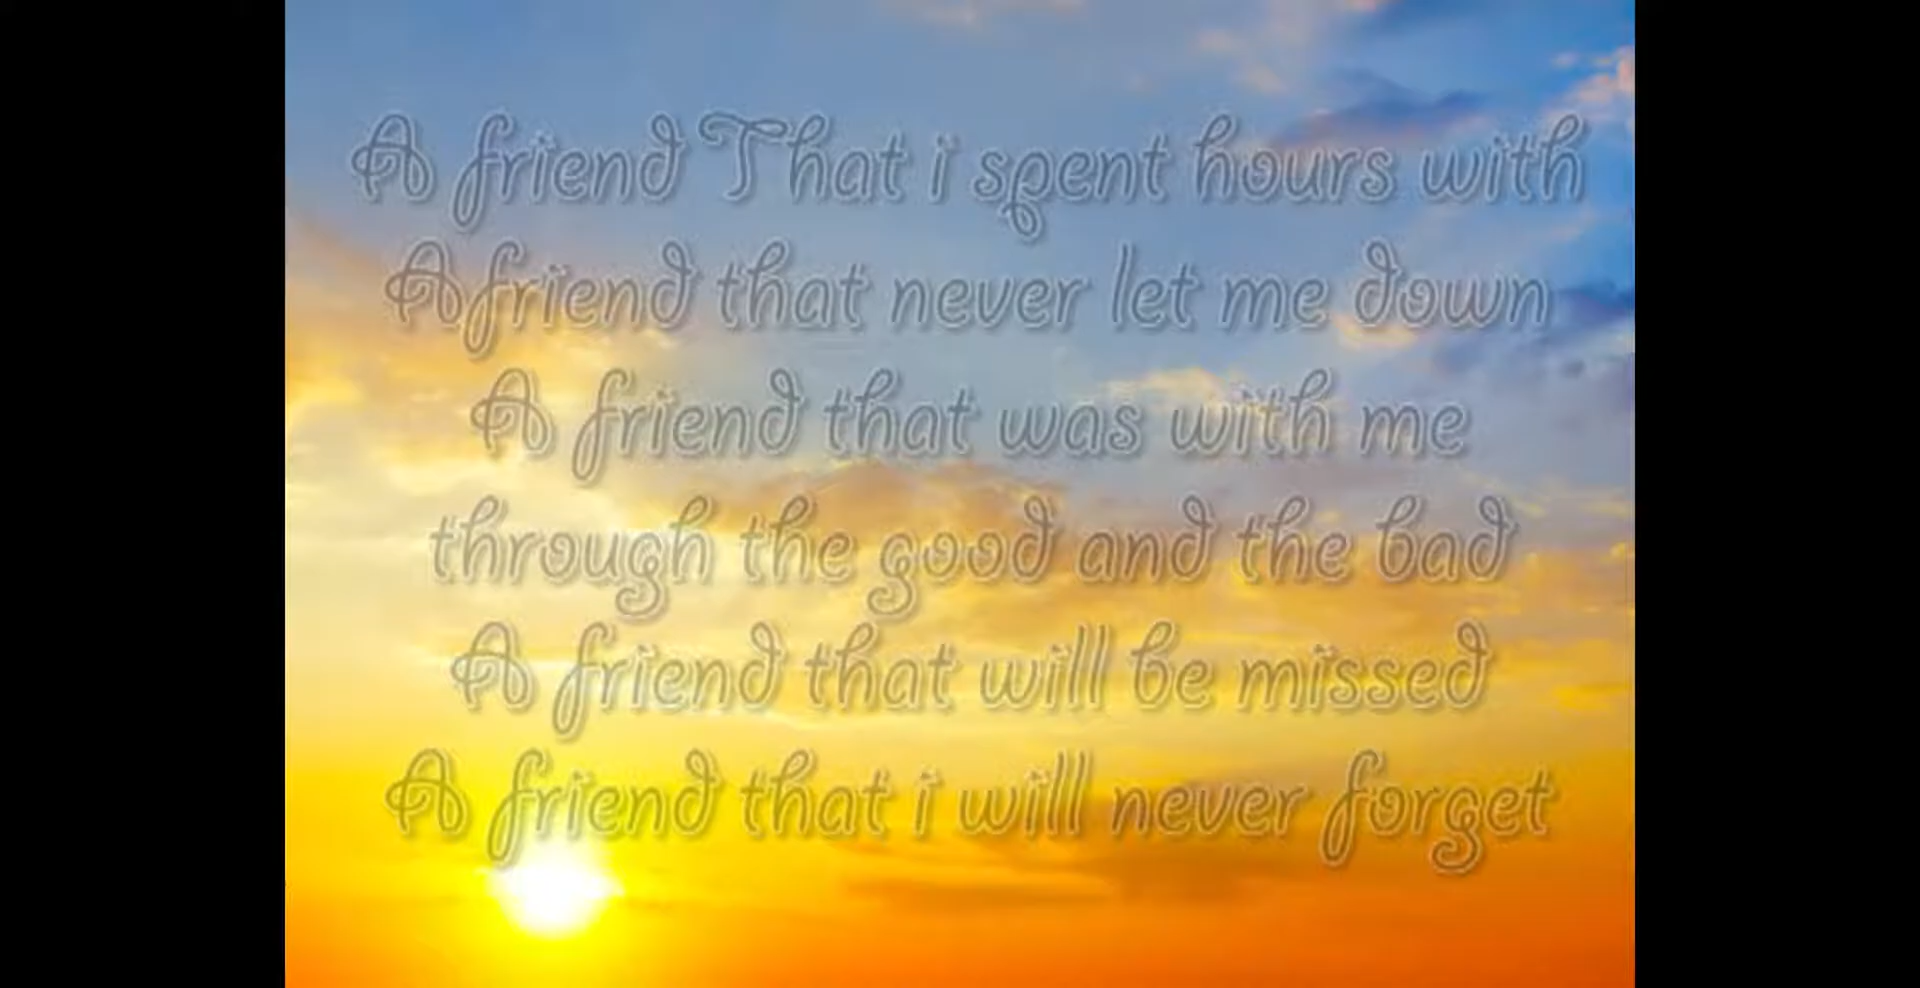 A friend That i spent hours with
A friend that never let me down
A friend that was with me
through the good and the bad
A friend that will be missed
A friend that i will never forget